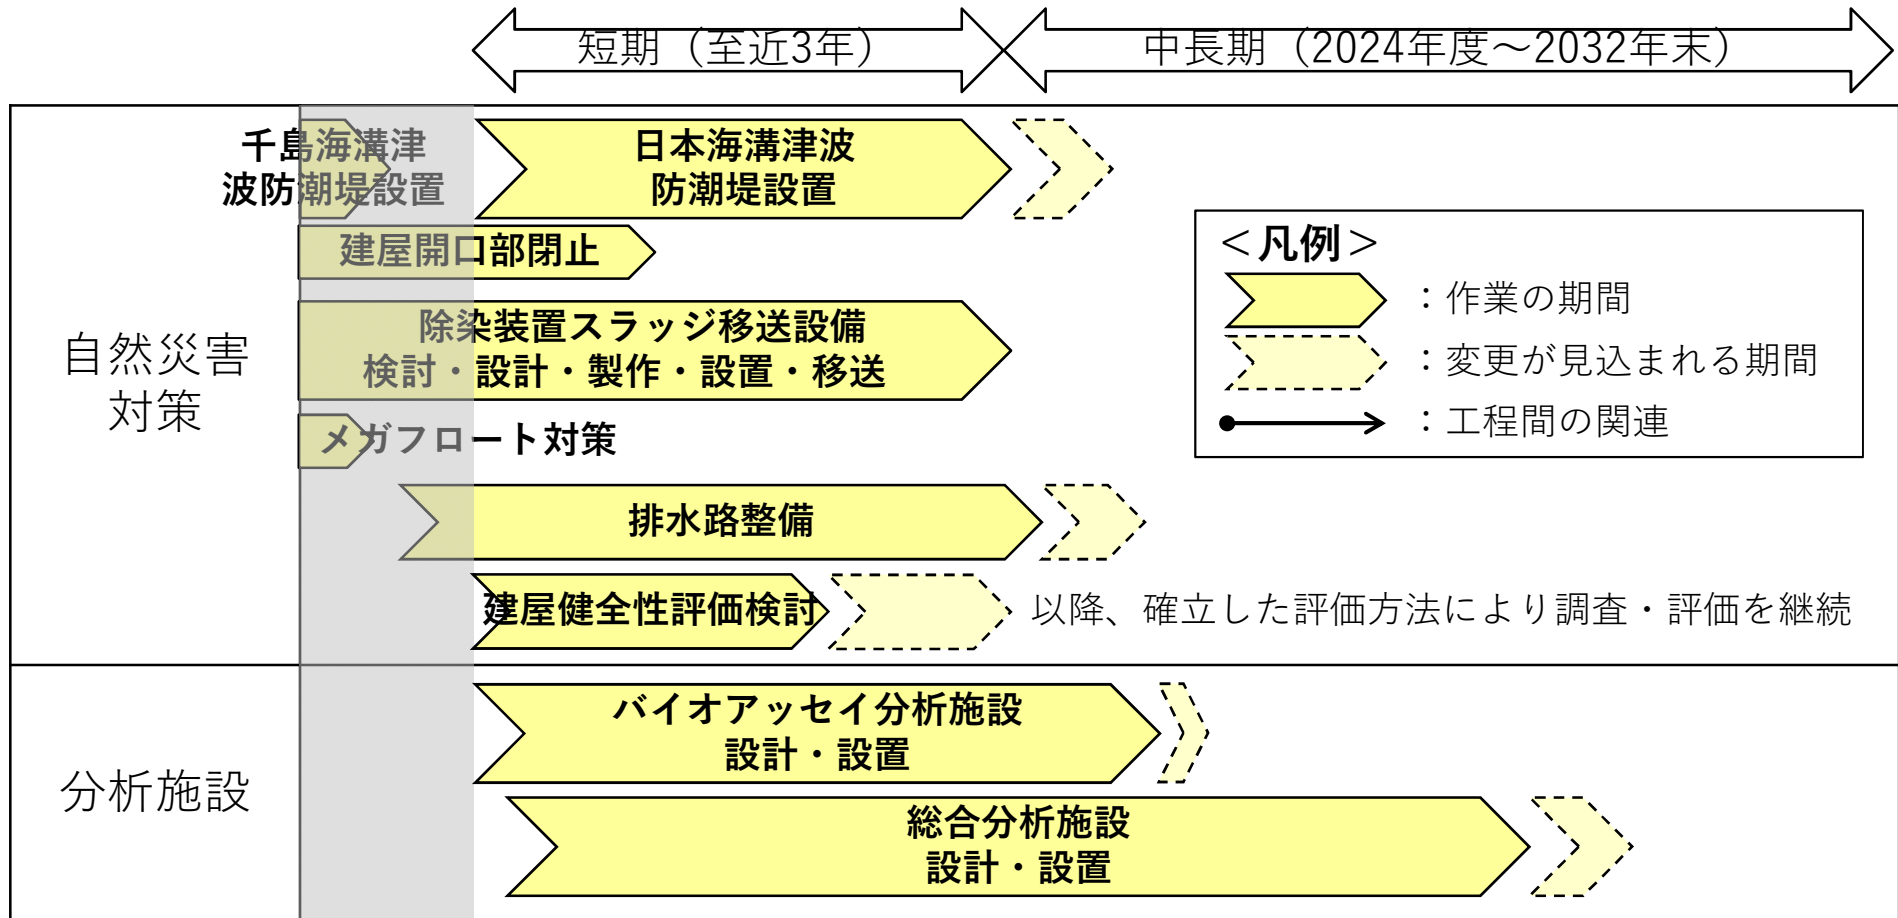 短期（至近3年）
中長期（2024年度～2032年末）
自然災害
対策
千島海溝津
波防潮堤設置
日本海溝津波
防潮堤設置
建屋開口部閉止
除染装置スラッジ移送設備
検討・設計・製作・設置・移送
メガフロート対策
排水路整備
建屋健全性評価検討
以降、確立した評価方法により調査・評価を継続
＜凡例＞
：作業の期間
：変更が見込まれる期間
：工程間の関連
分析施設
バイオアッセイ分析施設
設計・設置
総合分析施設
設計・設置